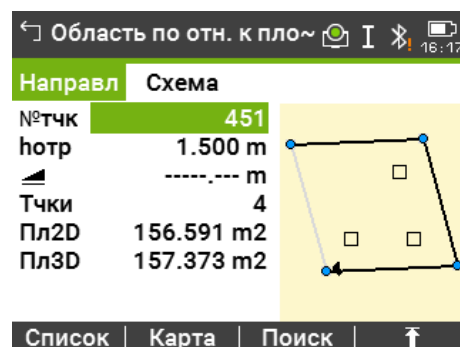 Область по отн. к пло~ I 16:17
Направл Схема
№тчк 451
hотр 1.500 m
-----.--- m
Тчки 4
Пл2D 156.591 m2
Пл3D 157.373 m2
Список | Карта | Поиск |